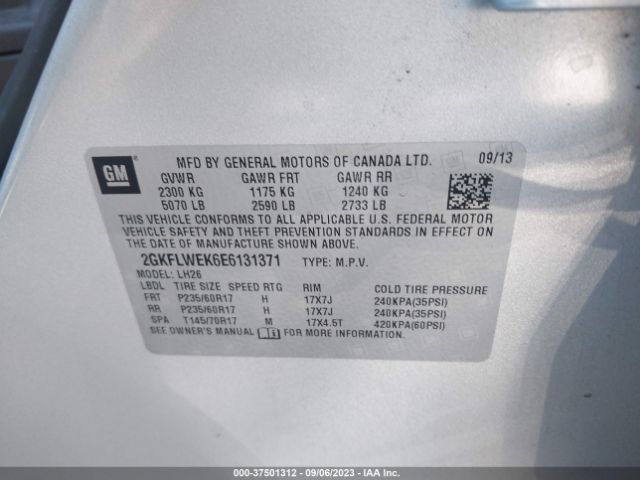 GM
MFD BY GENERAL MOTORS OF CANADA LTD. 09/13
GVWR GAWR FRT GAWR RR
2300 KG 1175 KG 1240 KG
5070 LB 2590 LB 2733 LB
THIS VEHICLE CONFORMS TO ALL APPLICABLE U.S. FEDERAL MOTOR
VEHICLE SAFETY AND THEFT PREVENTION STANDARDS IN EFFECT ON
THE DATE OF MANUFACTURE SHOWN ABOVE.
2GKFLWEK6E6131371 TYPE: M.P.V.
MODEL: LH26
LBDL TIRE SIZE SPEED RTG RIM COLD TIRE PRESSURE
FRT P235/60R17 H 17X7J 240KPA(35PSI)
RR P235/60R17 H 17X7J 240KPA(35PSI)
SPA T145/70R17 M 17X4.5T 420KPA(60PSI)
SEE OWNER'S MANUAL FOR MORE INFORMATION.
000-37501312 - 09/06/2023 - IAAI.com